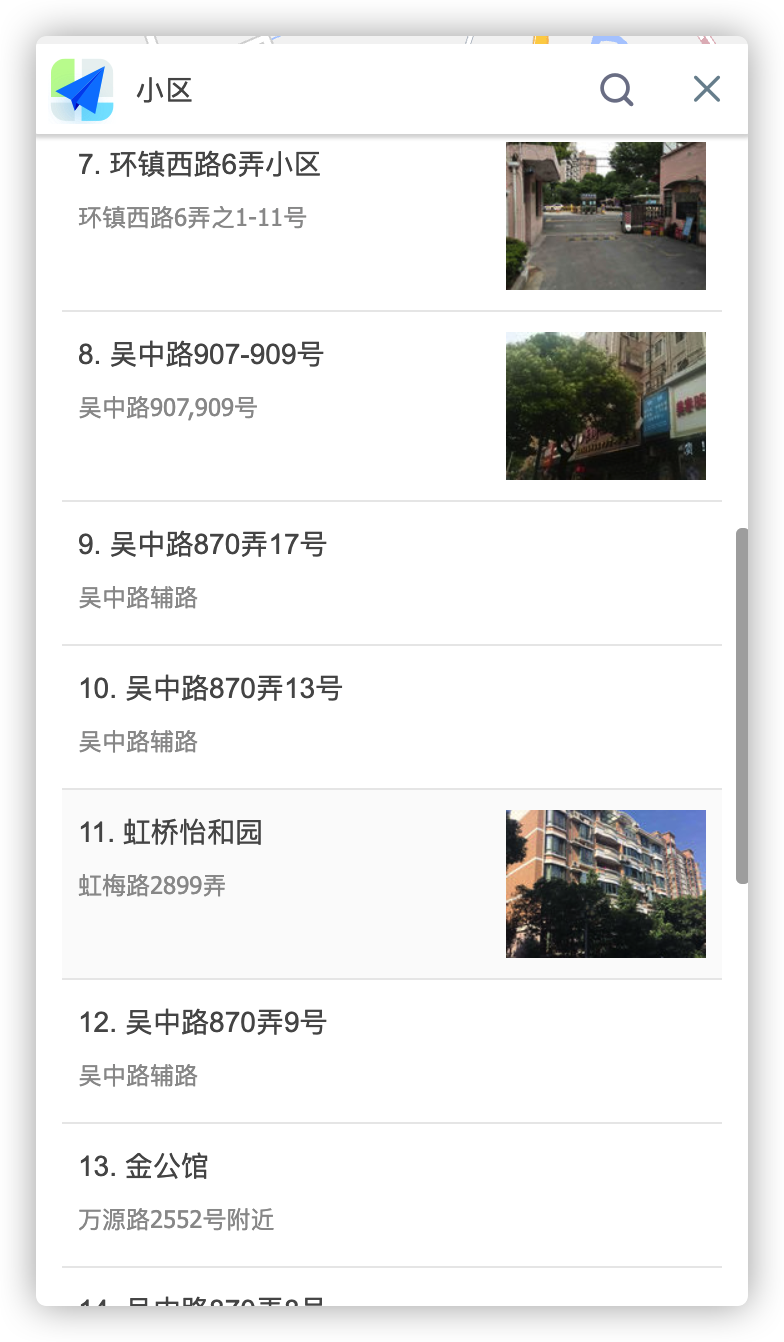 小区
7. 环镇西路6弄小区
环镇西路6弄之1-11号
8. 吴中路907-909号
吴中路907,909号
9. 吴中路870弄17号
吴中路辅路
10. 吴中路870弄13号
吴中路辅路
11. 虹桥怡和园
虹梅路2899弄
12. 吴中路870弄9号
吴中路辅路
13. 金公馆
万源路2552号附近